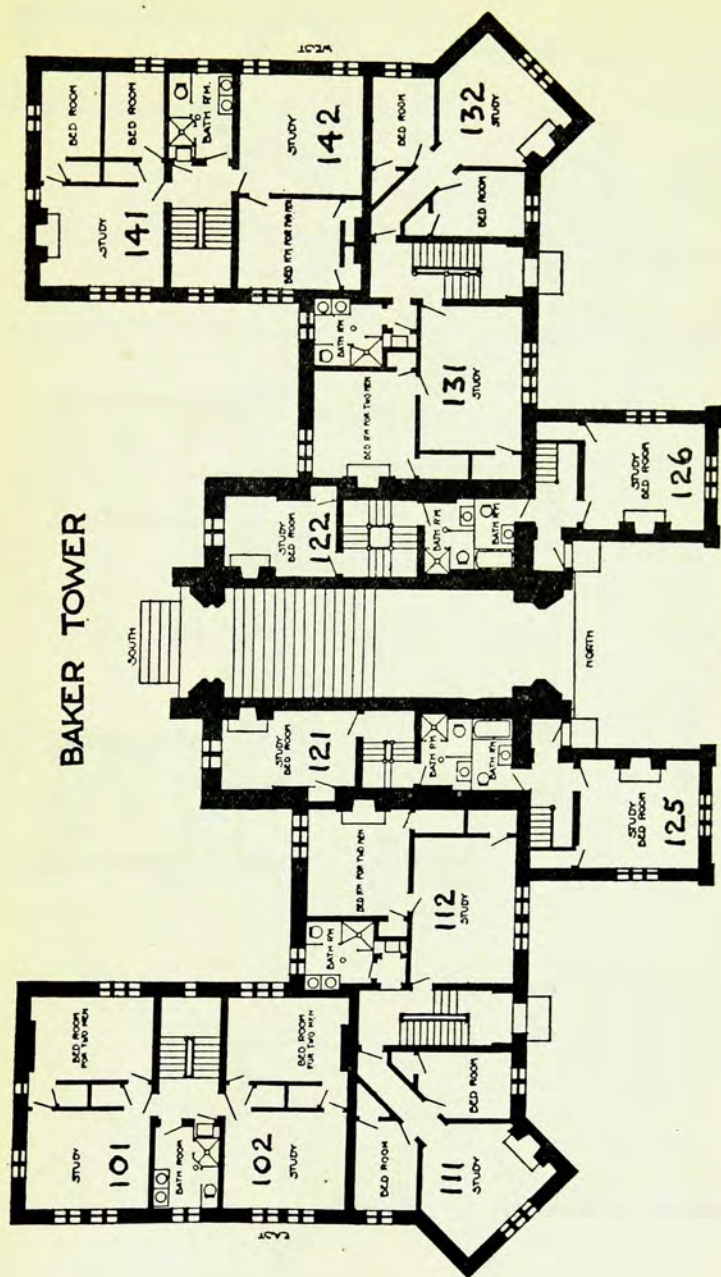 BAKER TOWER
SOUTH
NORTH
EAST
WEST
BED ROOM
FOR TWO MEN
STUDY
101
BATH ROOM
BED ROOM
FOR TWO MEN
102
STUDY
BED ROOM
BED ROOM
111
STUDY
BED RM FOR TWO MEN
BATH RM
112
STUDY
STUDY
BED ROOM
121
BATH RM
BATH RM
STUDY
BED ROOM
125
STUDY
BED ROOM
122
BATH RM
BATH RM
STUDY
BED ROOM
126
BED RM FOR TWO MEN
BATH RM
131
STUDY
BED ROOM
BED ROOM
132
STUDY
BED ROOM
BED ROOM
STUDY
141
BATH RM.
STUDY
142
BED RM FOR TWO MEN